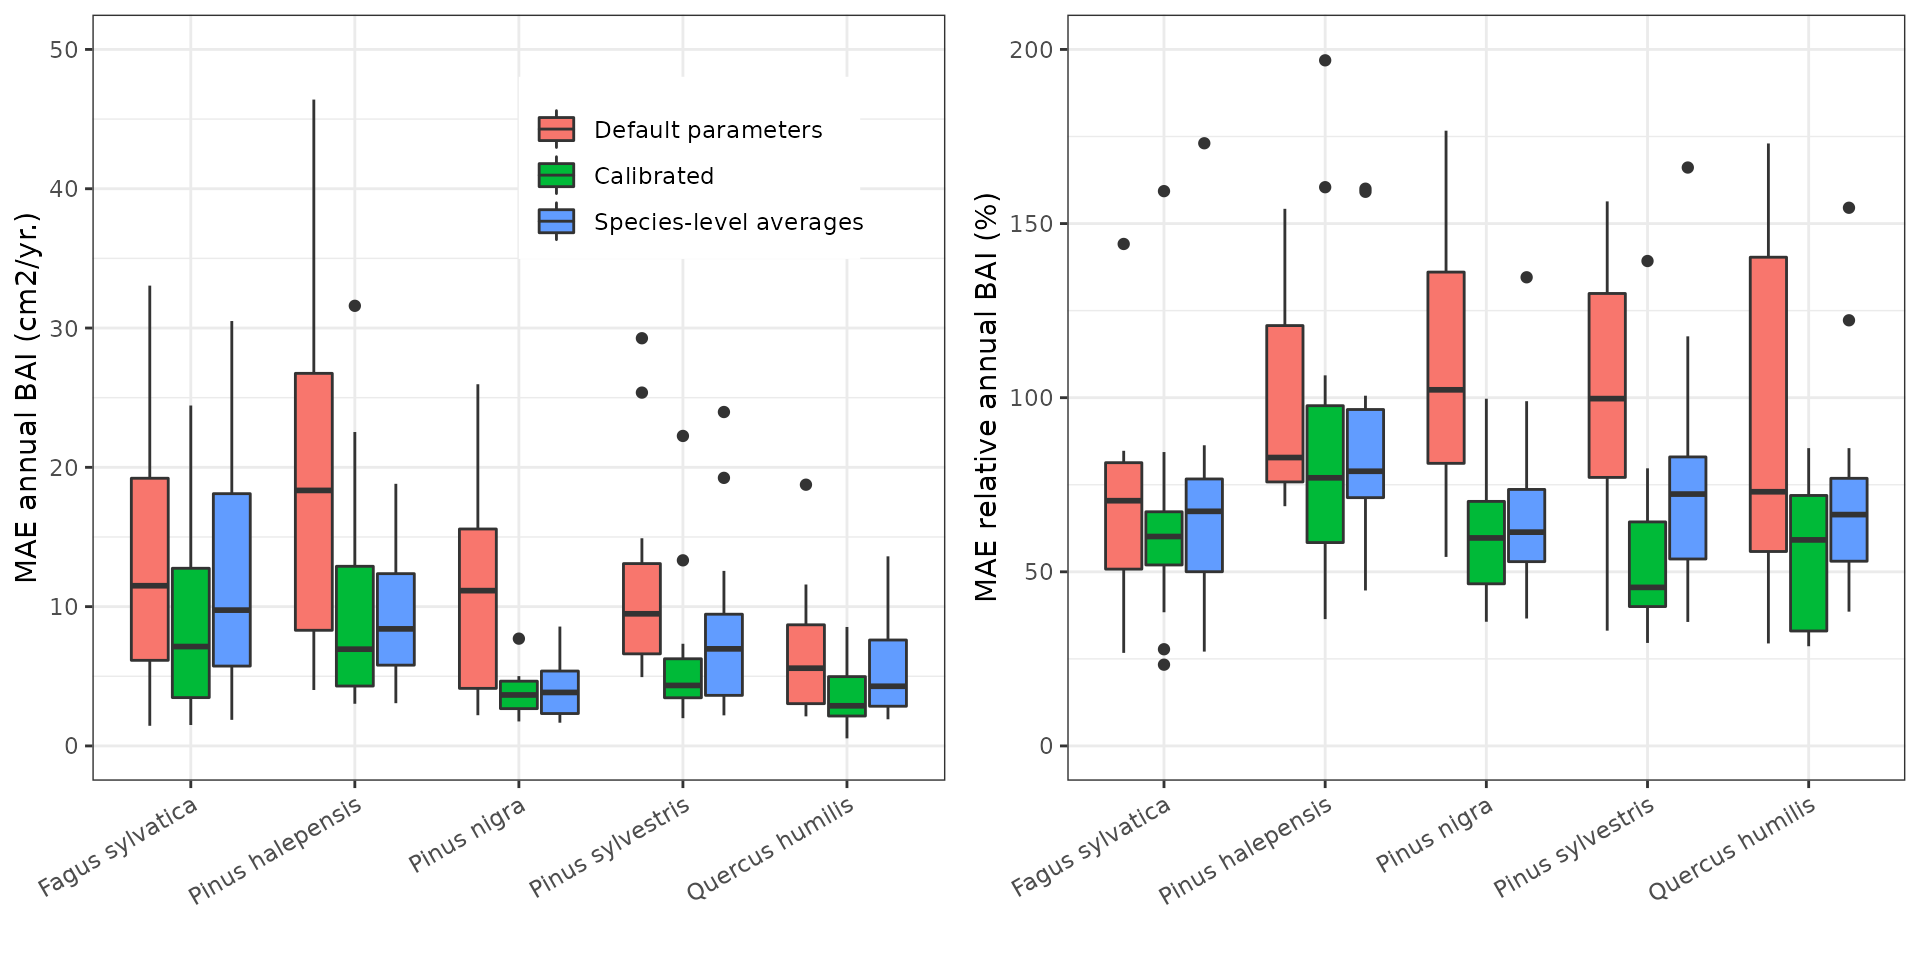 MAE annual BAI (cm2/yr.)
50
40
30
20
10
0
Default parameters
Calibrated
Species-level averages
Fagus sylvatica
Pinus halepensis
Pinus nigra
Pinus sylvestris
Quercus humilis
MAE relative annual BAI (%)
200
150
100
50
0
Fagus sylvatica
Pinus halepensis
Pinus nigra
Pinus sylvestris
Quercus humilis